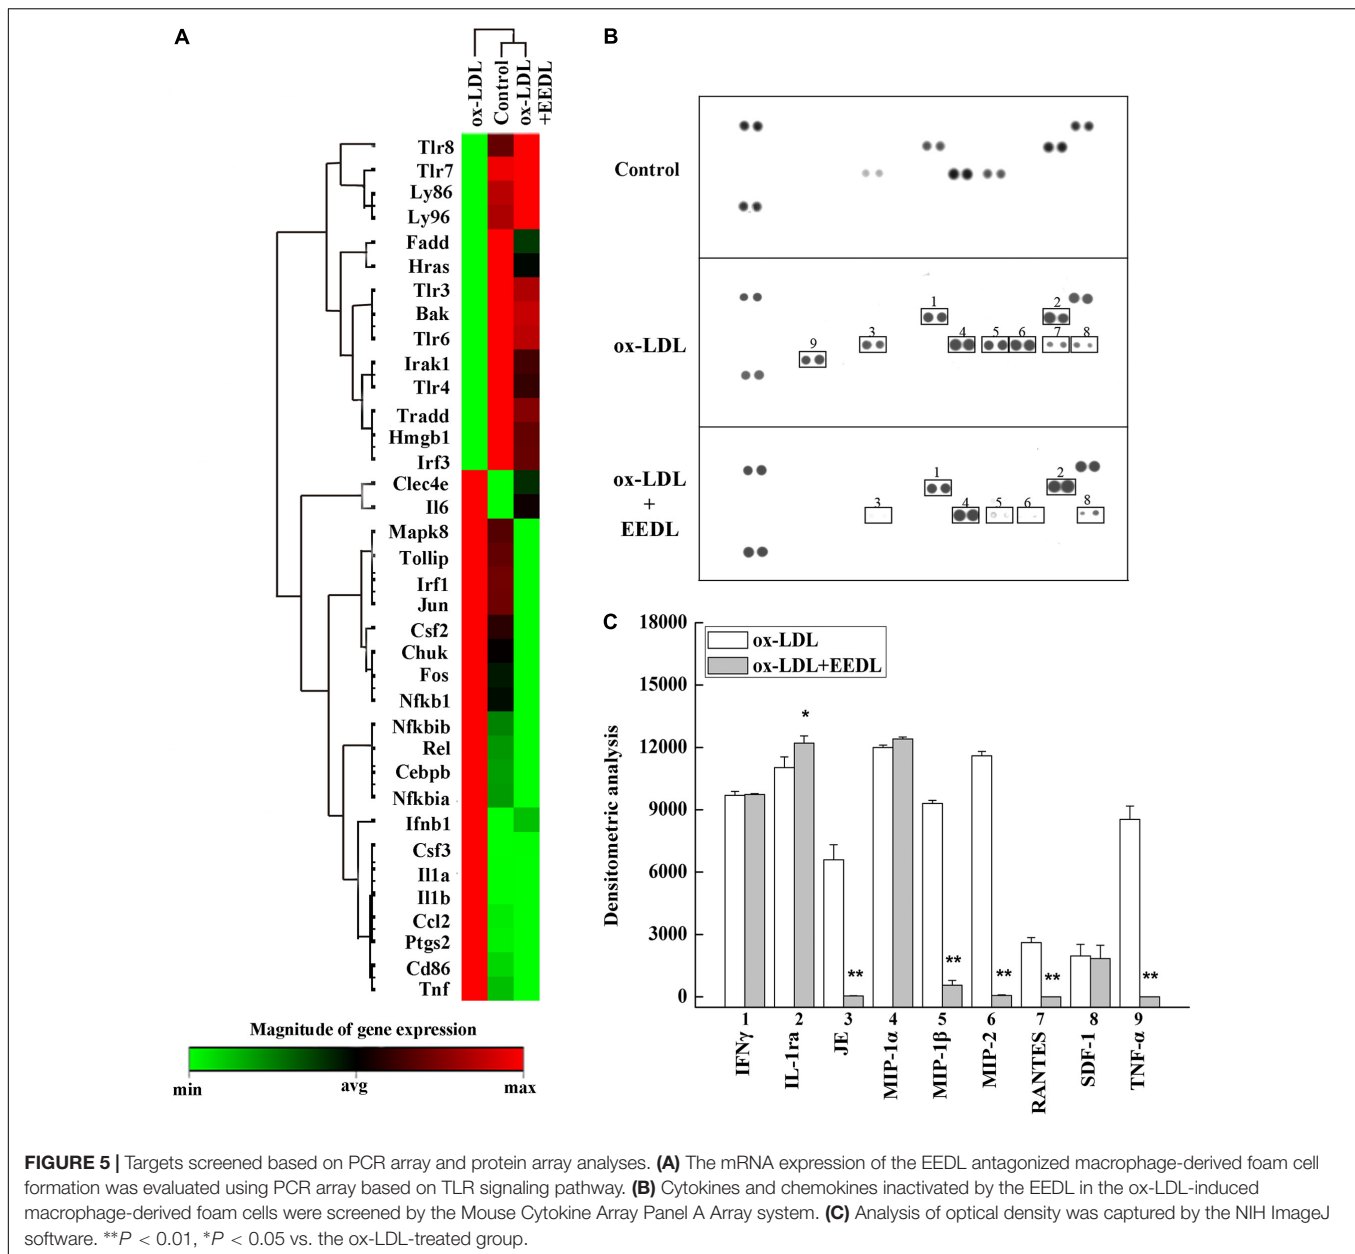 A
ox-LDL
Control
ox-LDL
+EEDL
Tlr8
Tlr7
Ly86
Ly96
Fadd
Hras
Tlr3
Bak
Tlr6
Irak1
Tlr4
Tradd
Hmgb1
Irf3
Clec4e
Il6
Mapk8
Tollip
Irf1
Jun
Csf2
Chuk
Fos
Nfkb1
Nfkbib
Rel
Cebpb
Nfkbia
Ifnb1
Csf3
Il1a
Il1b
Ccl2
Ptgs2
Cd86
Tnf
Magnitude of gene expression
min avg max
B
Control
ox-LDL
1 2
3 4 5 6 7 8
9
ox-LDL
+
EEDL
1 2
3 4 5 6 8
C
ox-LDL
ox-LDL+EEDL
Densitometric analysis
18000
15000
12000
9000
6000
3000
0
*
** ** ** ** **
1 2 3 4 5 6 7 8 9
IFNγ
IL-1ra
JE
MIP-1α
MIP-1β
MIP-2
RANTES
SDF-1
TNF-α
FIGURE 5 | Targets screened based on PCR array and protein array analyses. (A) The mRNA expression of the EEDL antagonized macrophage-derived foam cell
formation was evaluated using PCR array based on TLR signaling pathway. (B) Cytokines and chemokines inactivated by the EEDL in the ox-LDL-induced
macrophage-derived foam cells were screened by the Mouse Cytokine Array Panel A Array system. (C) Analysis of optical density was captured by the NIH ImageJ
software. **P < 0.01, *P < 0.05 vs. the ox-LDL-treated group.